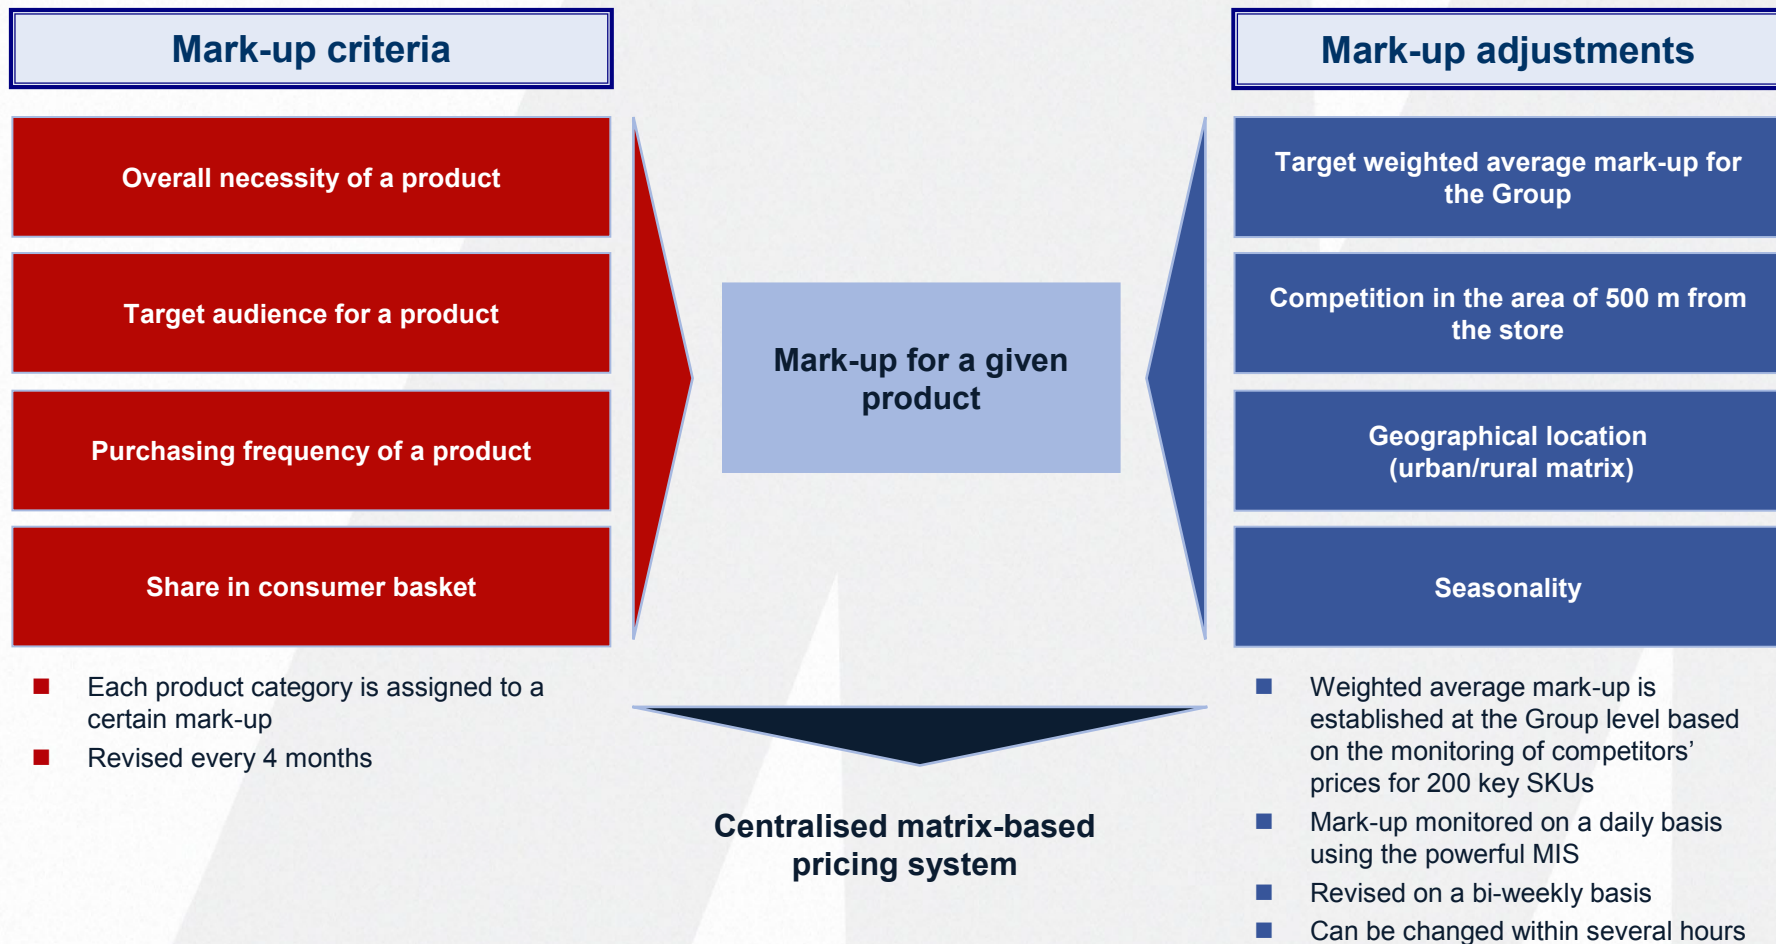 Mark-up criteria
Overall necessity of a product
Target audience for a product
Purchasing frequency of a product
Share in consumer basket
Each product category is assigned to a
certain mark-up
Revised every 4 months
Mark-up for a given
product
Centralised matrix-based
pricing system
Mark-up adjustments
Target weighted average mark-up for
the Group
Competition in the area of 500 m from
the store
Geographical location
(urban/rural matrix)
Seasonality
Weighted average mark-up is
established at the Group level based
on the monitoring of competitors’
prices for 200 key SKUs
Mark-up monitored on a daily basis
using the powerful MIS
Revised on a bi-weekly basis
Can be changed within several hours